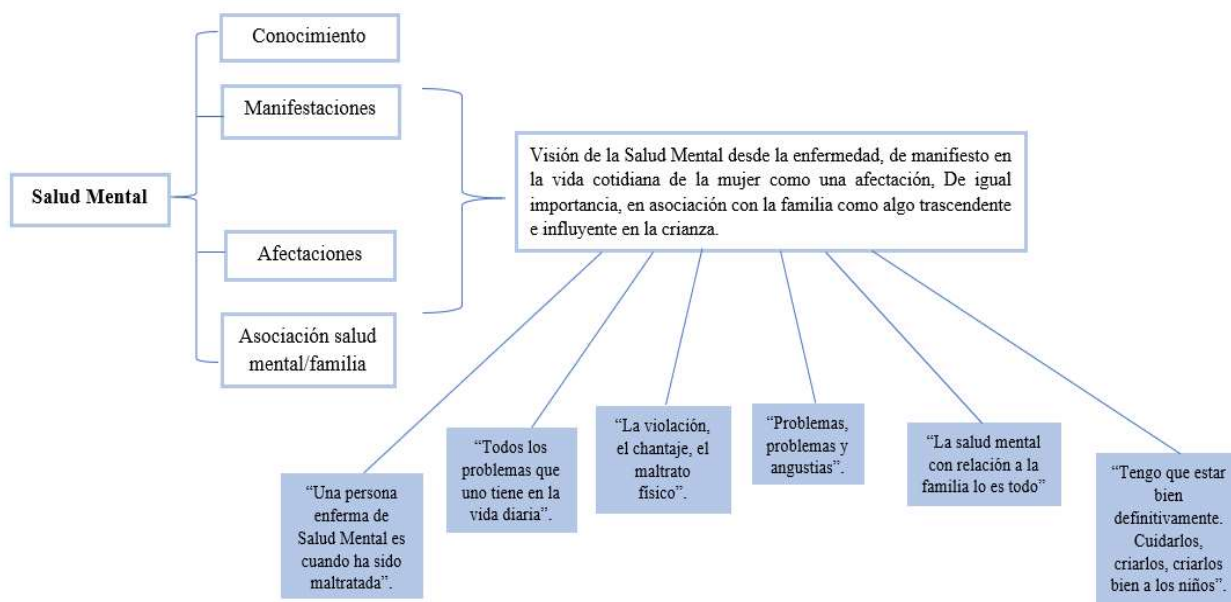 Salud Mental
Conocimiento
Manifestaciones
Afectaciones
Asociación salud
mental/familia
Visión de la Salud Mental desde la enfermedad, de manifiesto en
la vida cotidiana de la mujer como una afectación, De igual
importancia, en asociación con la familia como algo trascendente
e influyente en la crianza.
“Una persona
enferma de
Salud Mental es
cuando ha sido
maltratada”.
“Todos los
problemas que
uno tiene en la
vida diaria”.
“La violación,
el chantaje, el
maltrato
físico”.
“Problemas,
problemas y
angustias”.
“La salud mental
con relación a la
familia lo es todo”
“Tengo que estar
bien
definitivamente.
Cuidarlos,
criarlos, criarlos
bien a los niños”.